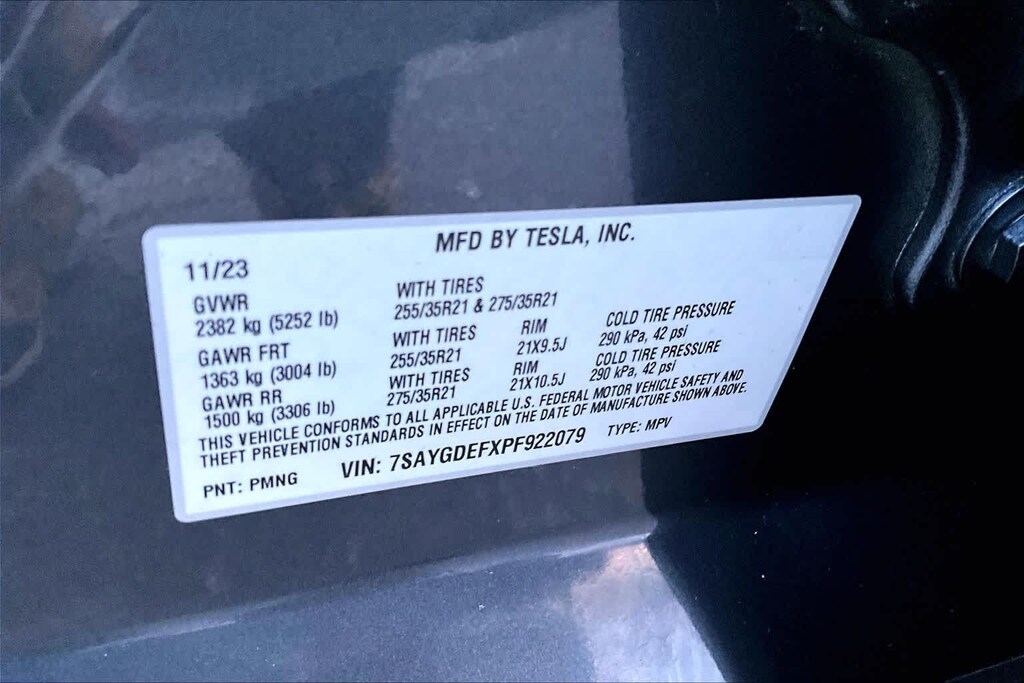 MFD BY TESLA, INC.
11/23
GVWR WITH TIRES
2382 kg (5252 lb) 255/35R21 & 275/35R21
GAWR FRT WITH TIRES RIM COLD TIRE PRESSURE
1363 kg (3004 lb) 255/35R21 21X9.5J 290 kPa, 42 psi
GAWR RR WITH TIRES RIM COLD TIRE PRESSURE
1500 kg (3306 lb) 275/35R21 21X10.5J 290 kPa, 42 psi
THIS VEHICLE CONFORMS TO ALL APPLICABLE U.S. FEDERAL MOTOR VEHICLE SAFETY AND
THEFT PREVENTION STANDARDS IN EFFECT ON THE DATE OF MANUFACTURE SHOWN ABOVE.
PNT: PMNG VIN: 7SAYGDEFXPF922079 TYPE: MPV